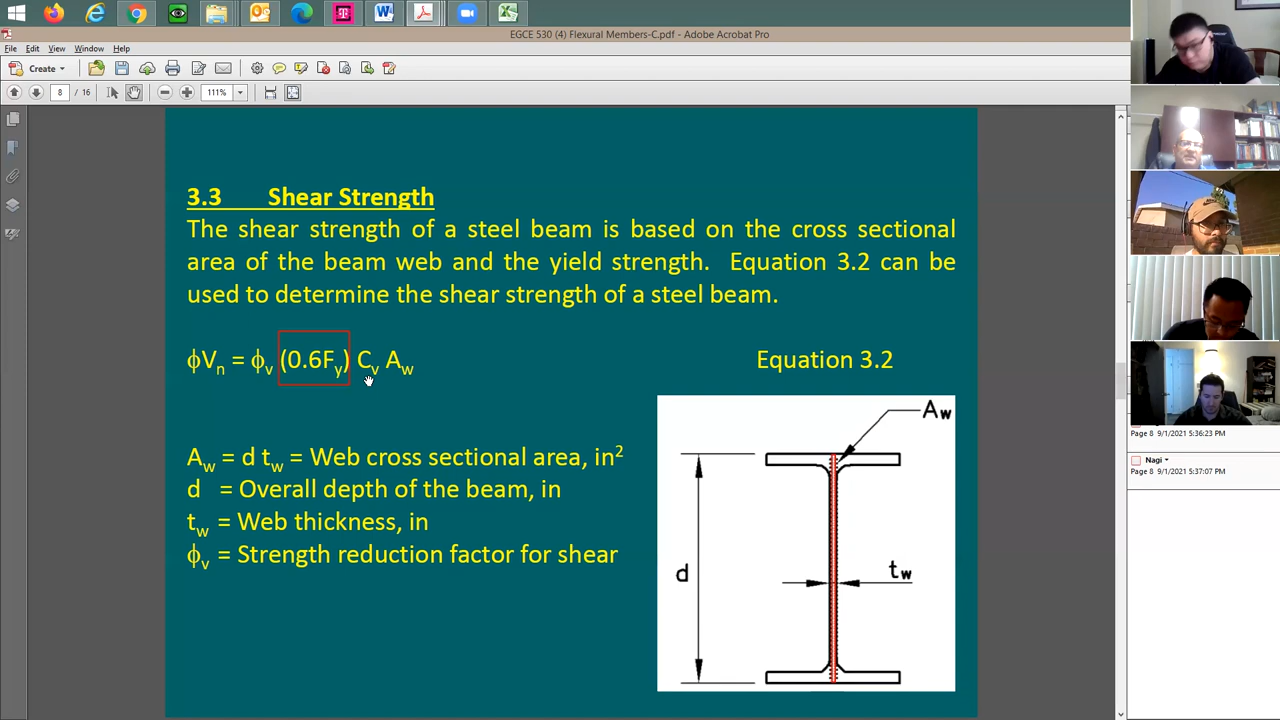 EGCE 530 (4) Flexural Members-C.pdf - Adobe Acrobat Pro
File Edit View Window Help
Create
8 / 16 111%
3.3 Shear Strength
The shear strength of a steel beam is based on the cross sectional
area of the beam web and the yield strength. Equation 3.2 can be
used to determine the shear strength of a steel beam.
ϕVn = ϕv (0.6Fy) Cv Aw Equation 3.2
Aw = d tw = Web cross sectional area, in²
d = Overall depth of the beam, in
tw = Web thickness, in
ϕv = Strength reduction factor for shear
Aw
d
tw
Page 8 9/1/2021 5:36:23 PM
Nagi
Page 8 9/1/2021 5:37:07 PM